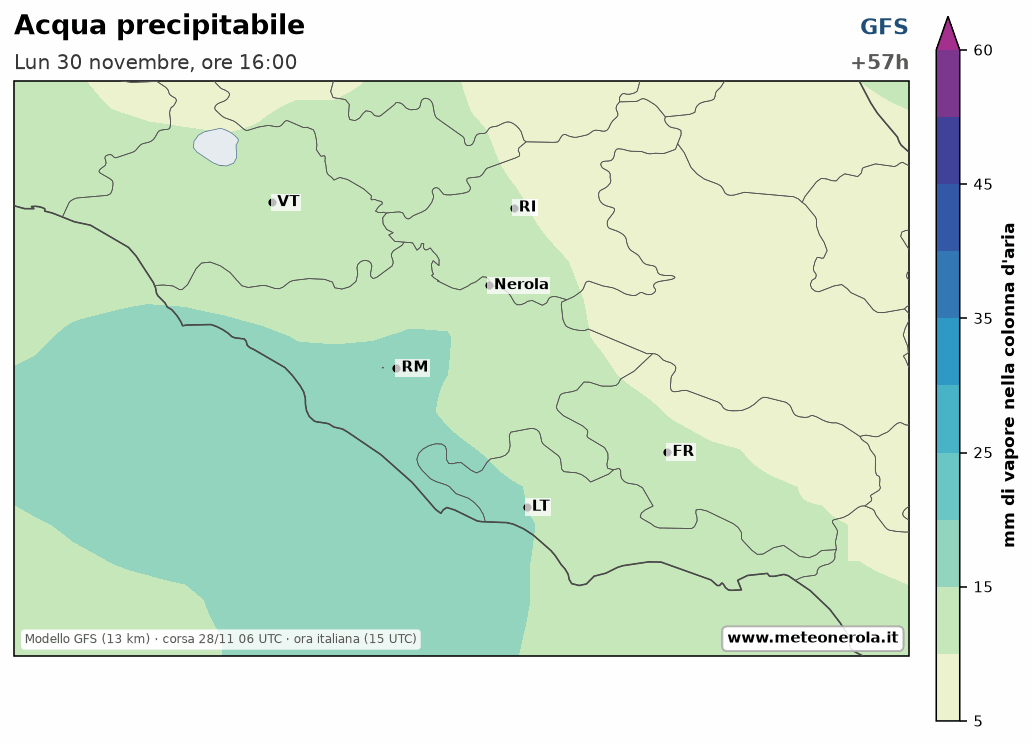 Acqua precipitabile
GFS
Lun 30 novembre, ore 16:00
+57h
60
45
35
25
15
5
mm di vapore nella colonna d'aria
VT
RI
Nerola
RM
FR
LT
Modello GFS (13 km) · corsa 28/11 06 UTC · ora italiana (15 UTC)
www.meteonerola.it